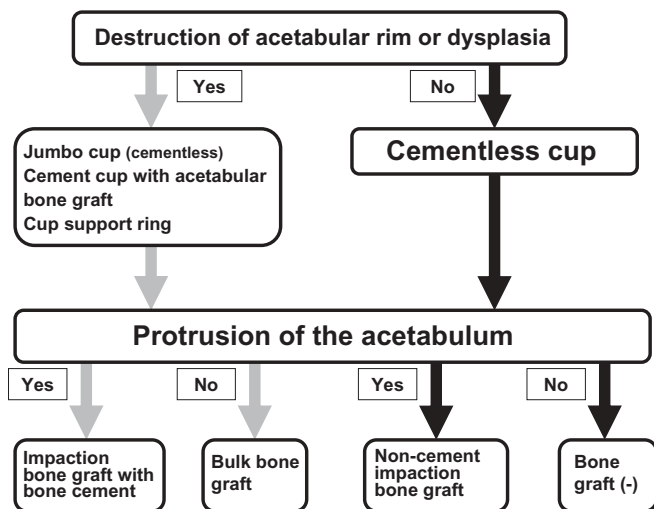 Destruction of acetabular rim or dysplasia
Yes
No
Jumbo cup (cementless)
Cement cup with acetabular
bone graft
Cup support ring
Cementless cup
Protrusion of the acetabulum
Yes
No
Yes
No
Impaction
bone graft with
bone cement
Bulk bone
graft
Non-cement
impaction
bone graft
Bone
graft (-)